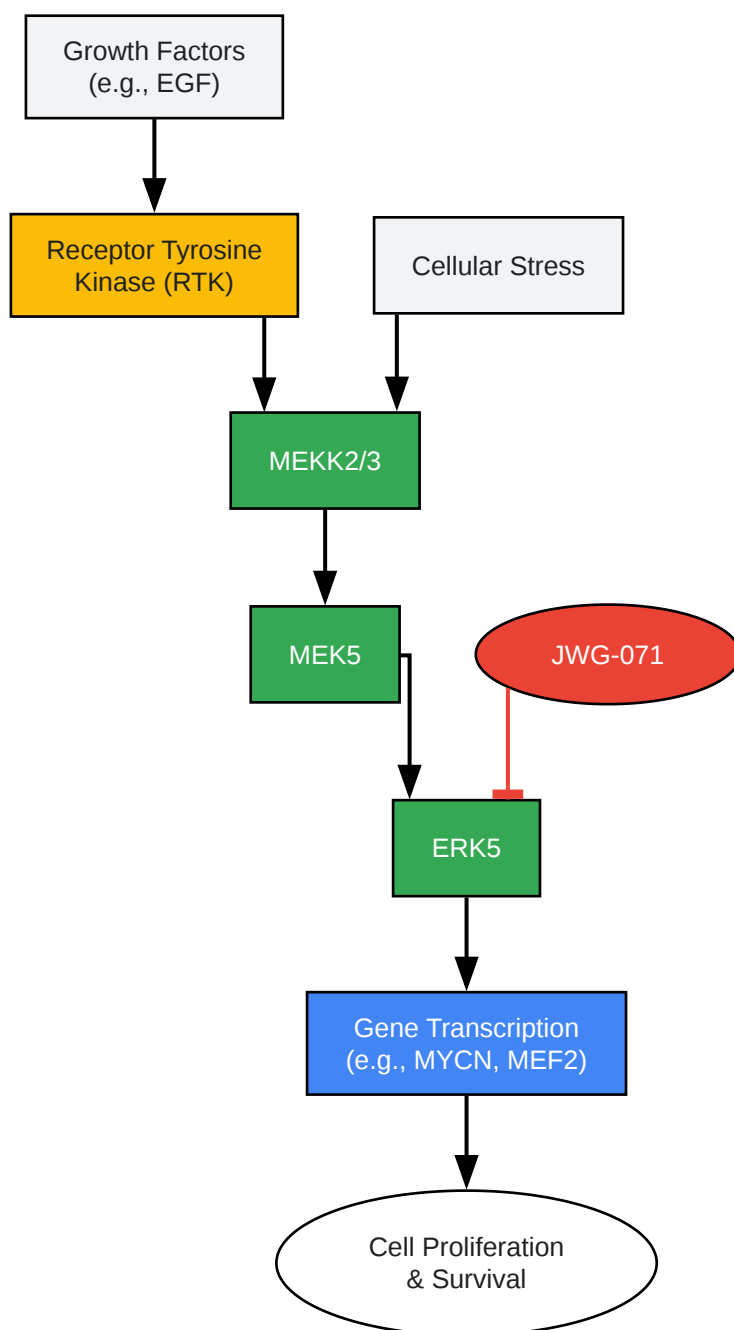 Growth Factors
(e.g., EGF)
Receptor Tyrosine
Kinase (RTK)
Cellular Stress
MEKK2/3
MEK5
JWG-071
ERK5
Gene Transcription
(e.g., MYCN, MEF2)
Cell Proliferation
& Survival